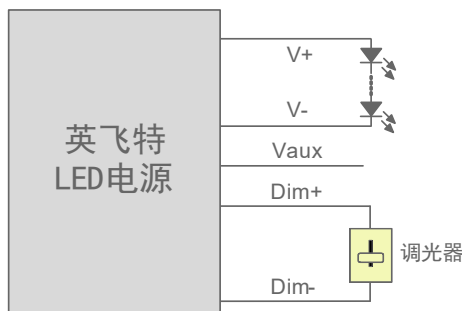 英飞特
LED电源
V+
V-
Vaux
Dim+
调光器
Dim-